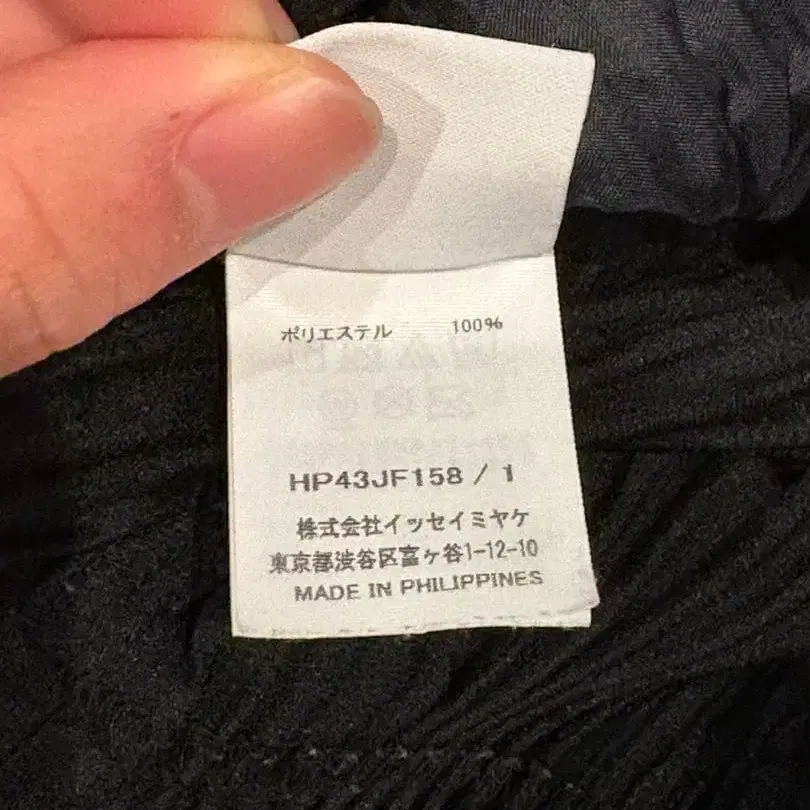 ポリエステル 100%
HP43JF158 / 1
株式会社イッセイミヤケ
東京都渋谷区富ヶ谷1-12-10
MADE IN PHILIPPINES